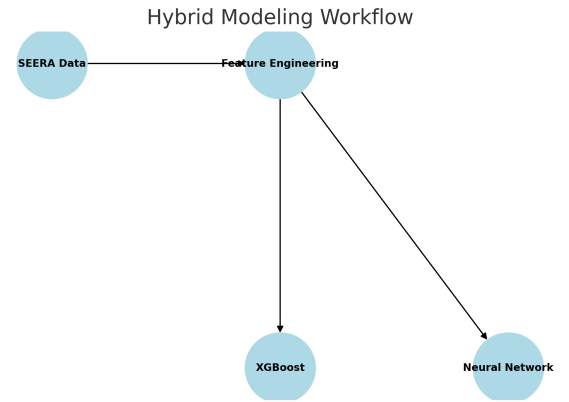 Hybrid Modeling Workflow
SEERA Data
Feature Engineering
XGBoost
Neural Network